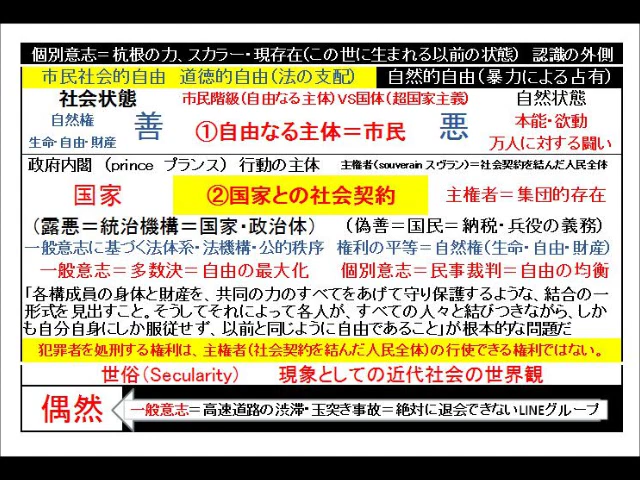 個別意志＝杭根の力、スカラー・現存在(この世に生まれる以前の状態) 認識の外側
市民社会的自由 道徳的自由(法の支配) 自然的自由(暴力による占有)
社会状態 市民階級(自由なる主体)VS国体(超国家主義) 自然状態
自然権 善 ①自由なる主体＝市民 悪 本能・欲動
生命・自由・財産 万人に対する闘い
政府内閣 (prince プランス) 行動の主体 主権者(souverain スヴラン)＝社会契約を結んだ人民全体
国家 ②国家との社会契約 主権者＝集団的存在
(露悪＝統治機構＝国家・政治体) (偽善＝国民＝納税・兵役の義務)
一般意志に基づく法体系・法機構・公的秩序 権利の平等＝自然権(生命・自由・財産)
一般意志＝多数決＝自由の最大化 個別意志＝民事裁判＝自由の均衡
「各構成員の身体と財産を、共同の力のすべてをあげて守り保護するような、結合の一
形式を見出すこと。そうしてそれによって各人が、すべての人々と結びつきながら、しか
も自分自身にしか服従せず、以前と同じように自由であること」が根本的な問題だ
犯罪者を処刑する権利は、主権者(社会契約を結んだ人民全体)の行使できる権利ではない。
世俗(Secularity) 現象としての近代社会の世界観
偶然 一般意志＝高速道路の渋滞・玉突き事故＝絶対に退会できないLINEグループ